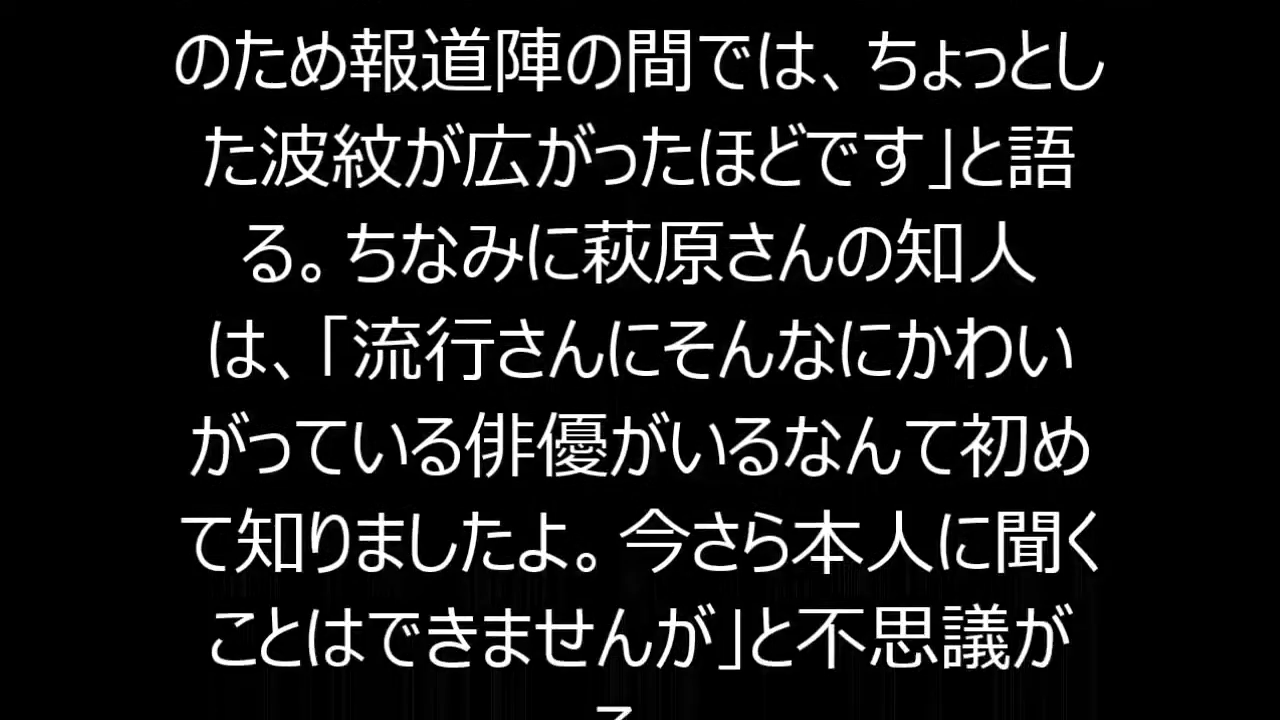 のため報道陣の間では、ちょっとし
た波紋が広がったほどです」と語
る。ちなみに萩原さんの知人
は、「流行さんにそんなにかわい
がっている俳優がいるなんて初め
て知りましたよ。今さら本人に聞く
ことはできませんが」と不思議が